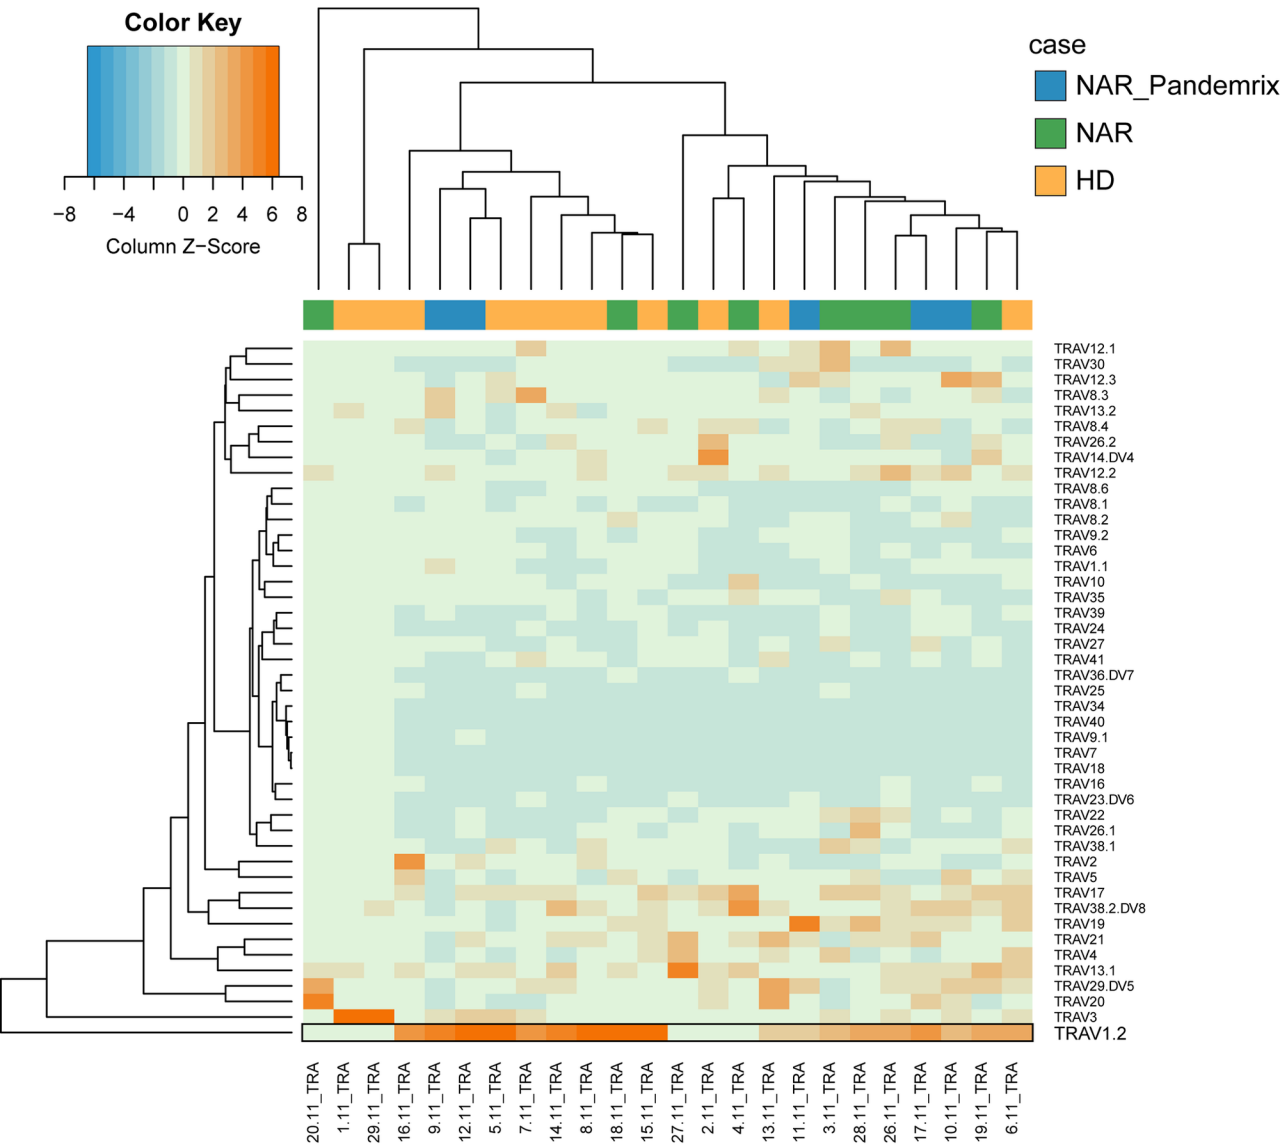 Color Key
−8 −4 0 2 4 6 8
Column Z−Score
case
NAR_Pandemrix
NAR
HD
TRAV12.1
TRAV30
TRAV12.3
TRAV8.3
TRAV13.2
TRAV8.4
TRAV26.2
TRAV14.DV4
TRAV12.2
TRAV8.6
TRAV8.1
TRAV8.2
TRAV9.2
TRAV6
TRAV1.1
TRAV10
TRAV35
TRAV39
TRAV24
TRAV27
TRAV41
TRAV36.DV7
TRAV25
TRAV34
TRAV40
TRAV9.1
TRAV7
TRAV18
TRAV16
TRAV23.DV6
TRAV22
TRAV26.1
TRAV38.1
TRAV2
TRAV5
TRAV17
TRAV38.2.DV8
TRAV19
TRAV21
TRAV4
TRAV13.1
TRAV29.DV5
TRAV20
TRAV3
TRAV1.2
20.11_TRA
1.11_TRA
29.11_TRA
16.11_TRA
9.11_TRA
12.11_TRA
5.11_TRA
7.11_TRA
14.11_TRA
8.11_TRA
18.11_TRA
15.11_TRA
27.11_TRA
2.11_TRA
4.11_TRA
13.11_TRA
11.11_TRA
3.11_TRA
28.11_TRA
26.11_TRA
17.11_TRA
10.11_TRA
19.11_TRA
6.11_TRA